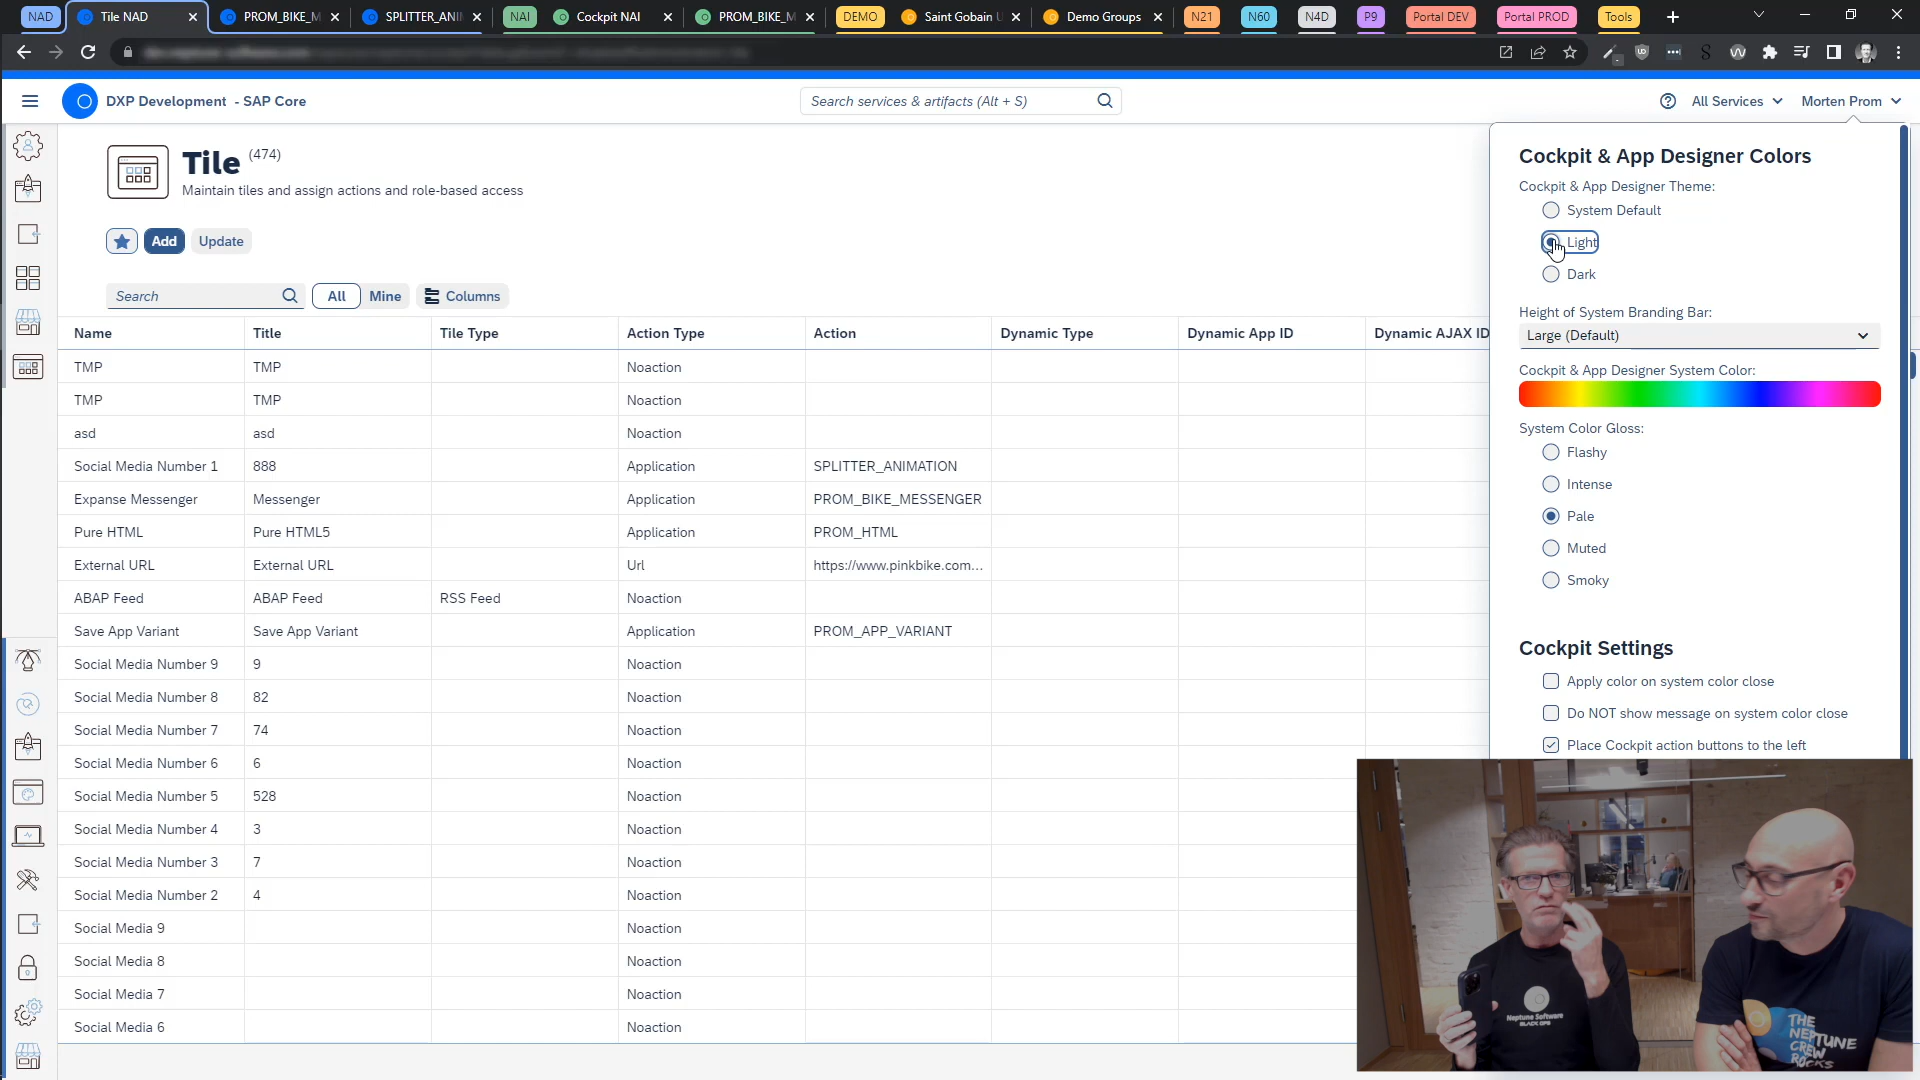 NAD
Tile NAD
PROM_BIKE_M
SPLITTER_ANI
NAI
Cockpit NAI
PROM_BIKE_M
DEMO
Saint Gobain U
Demo Groups
N21
N60
N4D
P9
Portal DEV
Portal PROD
Tools
DXP Development - SAP Core
Search services & artifacts (Alt + S)
All Services
Morten Prom
Tile (474)
Maintain tiles and assign actions and role-based access
Add
Update
Search
All
Mine
Columns
Name Title Tile Type Action Type Action Dynamic Type Dynamic App ID Dynamic AJAX ID
TMP TMP Noaction
TMP TMP Noaction
asd asd Noaction
Social Media Number 1 888 Application SPLITTER_ANIMATION
Expanse Messenger Messenger Application PROM_BIKE_MESSENGER
Pure HTML Pure HTML5 Application PROM_HTML
External URL External URL Url https://www.pinkbike.com...
ABAP Feed ABAP Feed RSS Feed Noaction
Save App Variant Save App Variant Application PROM_APP_VARIANT
Social Media Number 9 9 Noaction
Social Media Number 8 82 Noaction
Social Media Number 7 74 Noaction
Social Media Number 6 6 Noaction
Social Media Number 5 528 Noaction
Social Media Number 4 3 Noaction
Social Media Number 3 7 Noaction
Social Media Number 2 4 Noaction
Social Media 9 Noaction
Social Media 8 Noaction
Social Media 7 Noaction
Social Media 6 Noaction
Cockpit & App Designer Colors
Cockpit & App Designer Theme:
System Default
Light
Dark
Height of System Branding Bar:
Large (Default)
Cockpit & App Designer System Color:
System Color Gloss:
Flashy
Intense
Pale
Muted
Smoky
Cockpit Settings
Apply color on system color close
Do NOT show message on system color close
Place Cockpit action buttons to the left
Neptune Software
BLACK OPS
THE
NEPTUNE
CREW
ROCKS